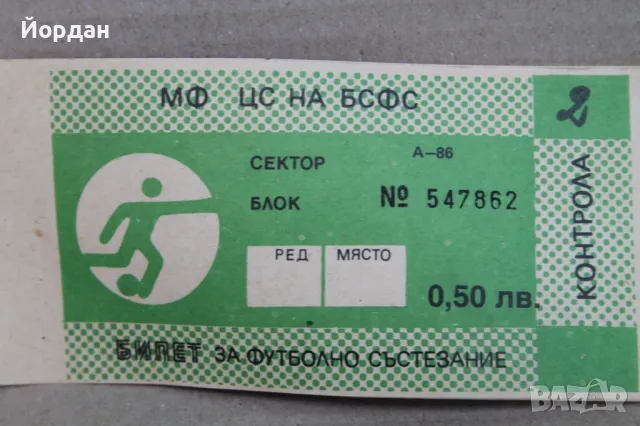 Йордан
МФ ЦС НА БСФС
СЕКТОР А-86
БЛОК № 547862
РЕД МЯСТО
0,50 лв.
БИЛЕТ ЗА ФУТБОЛНО СЪСТЕЗАНИЕ
КОНТРОЛА
bazar